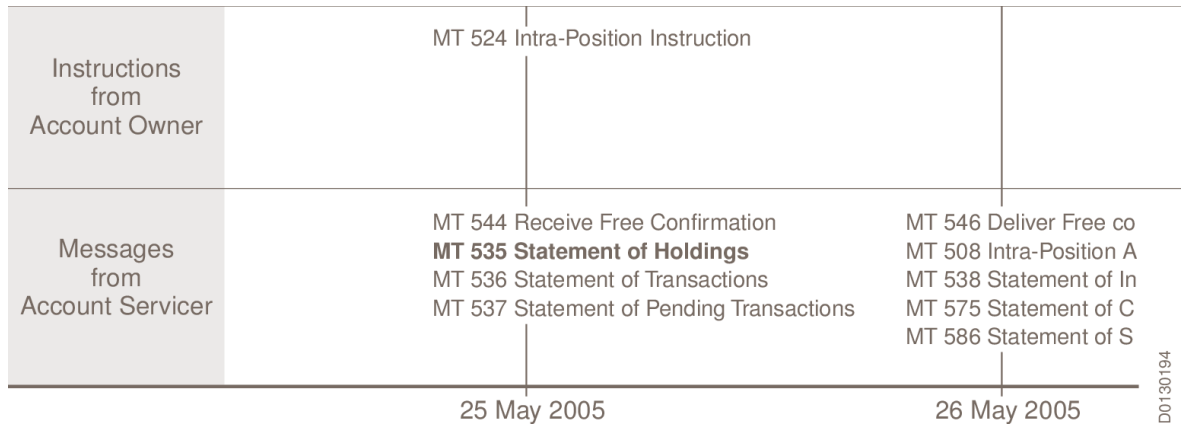 MT 524 Intra-Position Instruction
Instructions
from
Account Owner
MT 544 Receive Free Confirmation
MT 535 Statement of Holdings
MT 536 Statement of Transactions
MT 537 Statement of Pending Transactions
Messages
from
Account Servicer
MT 546 Deliver Free co
MT 508 Intra-Position A
MT 538 Statement of In
MT 575 Statement of C
MT 586 Statement of S
25 May 2005
26 May 2005
D0130194